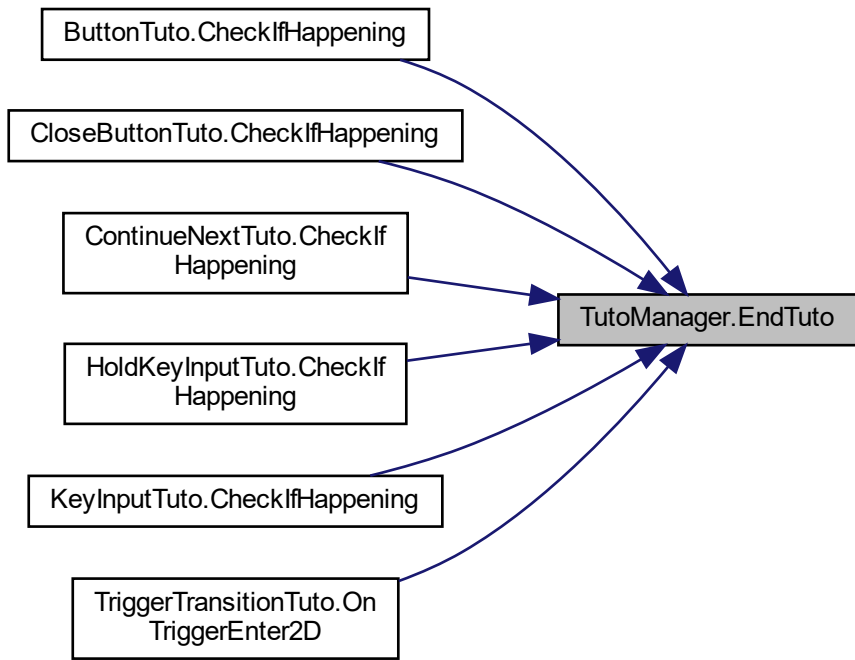 ButtonTuto.CheckIfHappening
CloseButtonTuto.CheckIfHappening
ContinueNextTuto.CheckIf
Happening
HoldKeyInputTuto.CheckIf
Happening
KeyInputTuto.CheckIfHappening
TriggerTransitionTuto.On
TriggerEnter2D
TutoManager.EndTuto